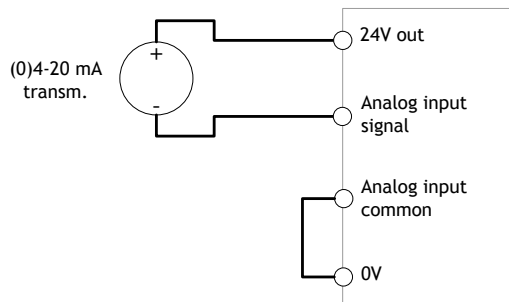 24V out
(0)4-20 mA
transm.
+
-
Analog input
signal
Analog input
common
0V